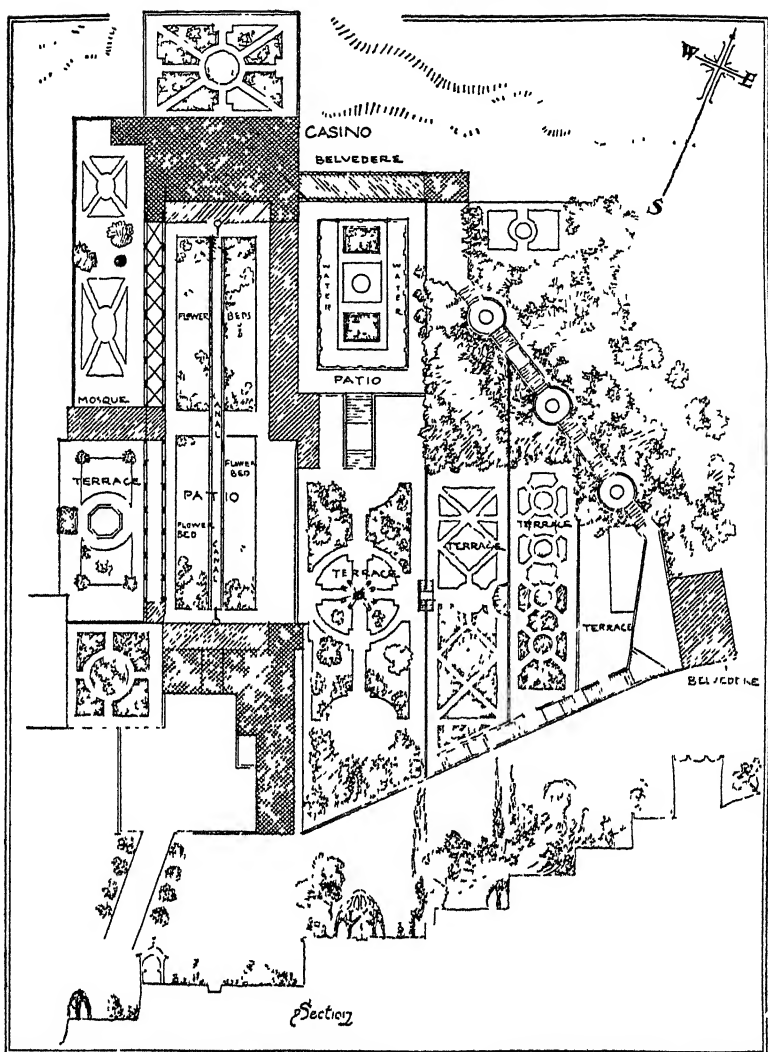 W
E
S
CASINO
BELVEDERE
WATER
WATER
FLOWER BEDS
PATIO
MOSQUE
CANAL
TERRACE
FLOWER BED
PATIO
FLOWER BED
CANAL
TERRACE
TERRACE
TERRACE
TERRACE
BELVEDERE
Section